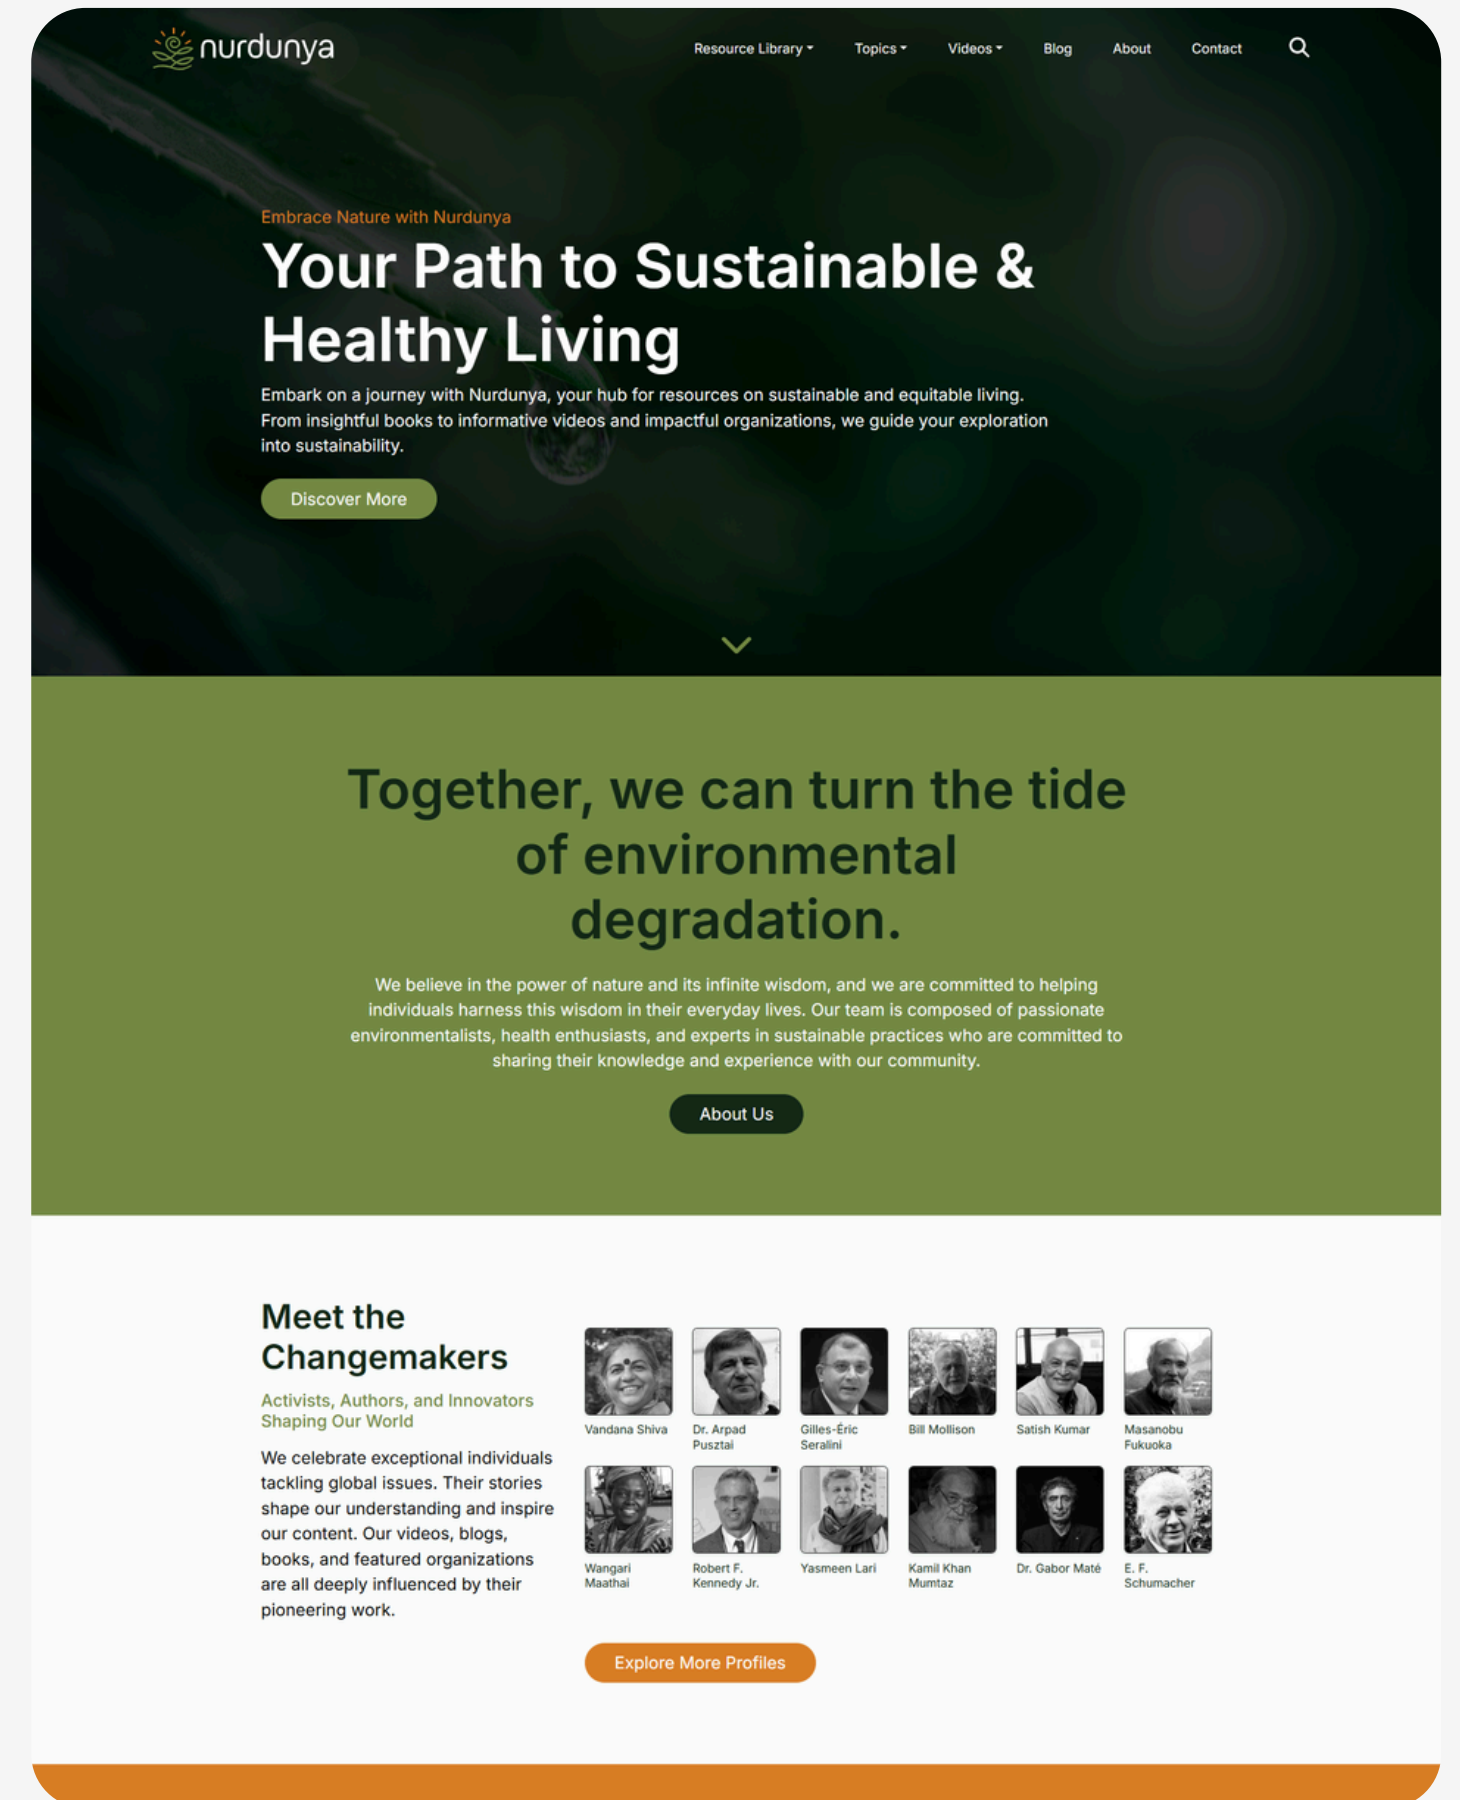 nurdunya
Resource Library
Topics
Videos
Blog
About
Contact
Embrace Nature with Nurdunya
Your Path to Sustainable &
Healthy Living
Embark on a journey with Nurdunya, your hub for resources on sustainable and equitable living.
From insightful books to informative videos and impactful organizations, we guide your exploration
into sustainability.
Discover More
Together, we can turn the tide
of environmental
degradation.
We believe in the power of nature and its infinite wisdom, and we are committed to helping
individuals harness this wisdom in their everyday lives. Our team is composed of passionate
environmentalists, health enthusiasts, and experts in sustainable practices who are committed to
sharing their knowledge and experience with our community.
About Us
Meet the
Changemakers
Activists, Authors, and Innovators
Shaping Our World
We celebrate exceptional individuals
tackling global issues. Their stories
shape our understanding and inspire
our content. Our videos, blogs,
books, and featured organizations
are all deeply influenced by their
pioneering work.
Vandana Shiva
Dr. Arpad
Pusztai
Gilles-Éric
Seralini
Bill Mollison
Satish Kumar
Masanobu
Fukuoka
Wangari
Maathai
Robert F.
Kennedy Jr.
Yasmeen Lari
Kamil Khan
Mumtaz
Dr. Gabor Maté
E. F.
Schumacher
Explore More Profiles